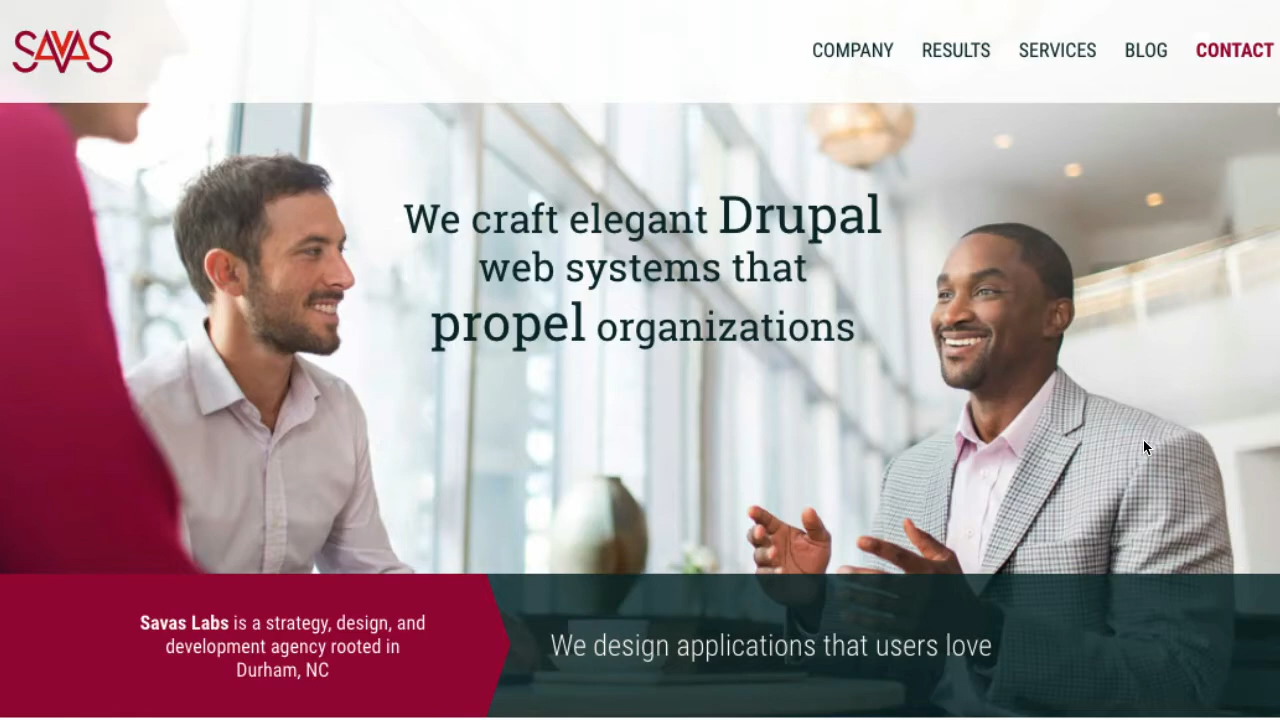 SAVAS
COMPANY RESULTS SERVICES BLOG CONTACT
We craft elegant Drupal
web systems that
propel organizations
Savas Labs is a strategy, design, and
development agency rooted in
Durham, NC
We design applications that users love